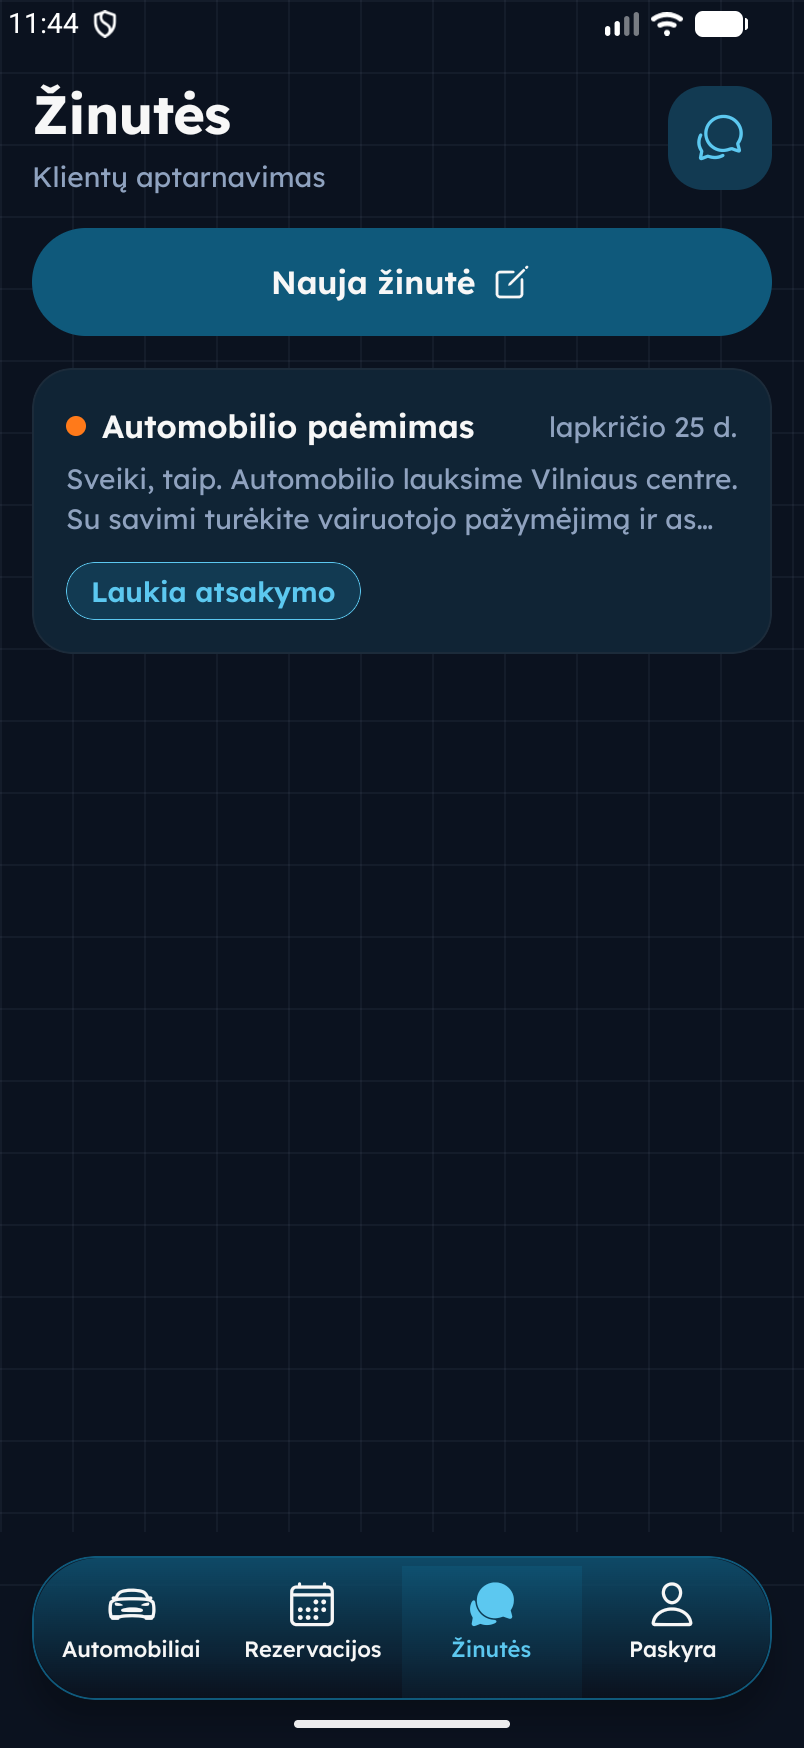 11:44
Žinutės
Klientų aptarnavimas
Nauja žinutė
Automobilio paėmimas
lapkričio 25 d.
Sveiki, taip. Automobilio lauksime Vilniaus centre.
Su savimi turėkite vairuotojo pažymėjimą ir as...
Laukia atsakymo
Automobiliai
Rezervacijos
Žinutės
Paskyra